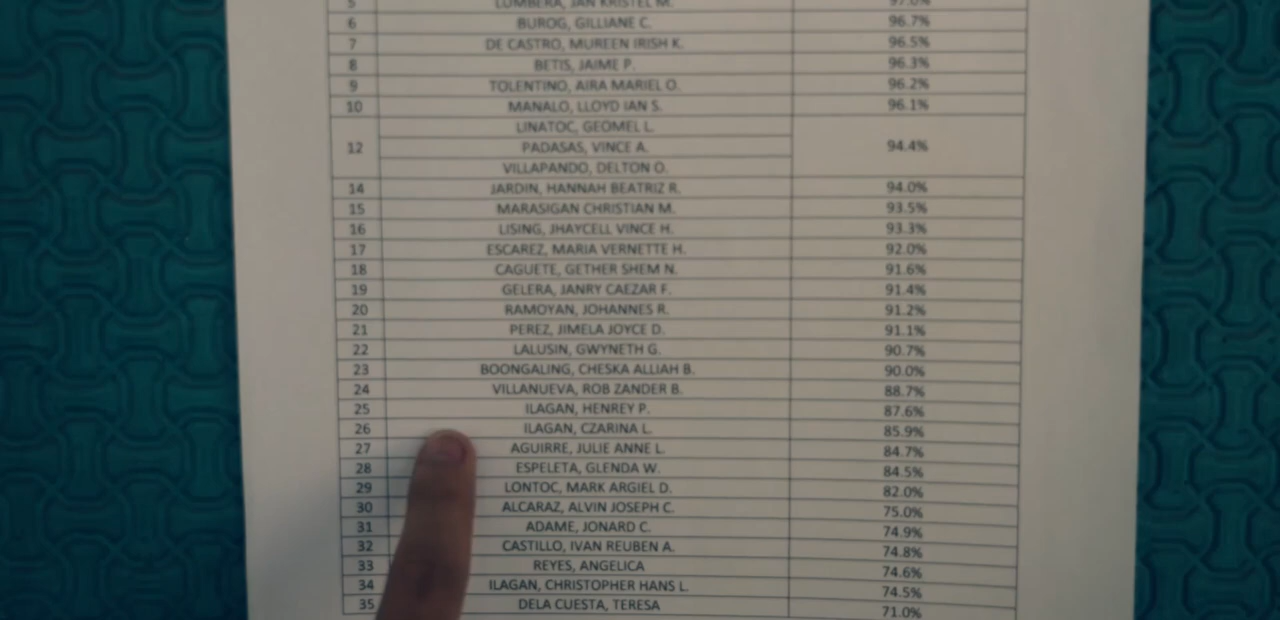 5 LUMBERA, JAN KRISTEL M. 97.0%
6 BUROG, GILLIANE C. 96.7%
7 DE CASTRO, MUREEN IRISH K. 96.5%
8 BETIS, JAIME P. 96.3%
9 TOLENTINO, AIRA MARIEL O. 96.2%
10 MANALO, LLOYD IAN S. 96.1%
LINATOC, GEOMEL L.
12 PADASAS, VINCE A. 94.4%
VILLAPANDO, DELTON O.
14 JARDIN, HANNAH BEATRIZ R. 94.0%
15 MARASIGAN CHRISTIAN M. 93.5%
16 LISING, JHAYCELL VINCE H. 93.3%
17 ESCAREZ, MARIA VERNETTE H. 92.0%
18 CAGUETE, GETHER SHEM N. 91.6%
19 GELERA, JANRY CAEZAR F. 91.4%
20 RAMOYAN, JOHANNES R. 91.2%
21 PEREZ, JIMELA JOYCE D. 91.1%
22 LALUSIN, GWYNETH G. 90.7%
23 BOONGALING, CHESKA ALLIAH B. 90.0%
24 VILLANUEVA, ROB ZANDER B. 88.7%
25 ILAGAN, HENREY P. 87.6%
26 ILAGAN, CZARINA L. 85.9%
27 AGUIRRE, JULIE ANNE L. 84.7%
28 ESPELETA, GLENDA W. 84.5%
29 LONTOC, MARK ARGIEL D. 82.0%
30 ALCARAZ, ALVIN JOSEPH C. 75.0%
31 ADAME, JONARD C. 74.9%
32 CASTILLO, IVAN REUBEN A. 74.8%
33 REYES, ANGELICA 74.6%
34 ILAGAN, CHRISTOPHER HANS L. 74.5%
35 DELA CUESTA, TERESA 71.0%